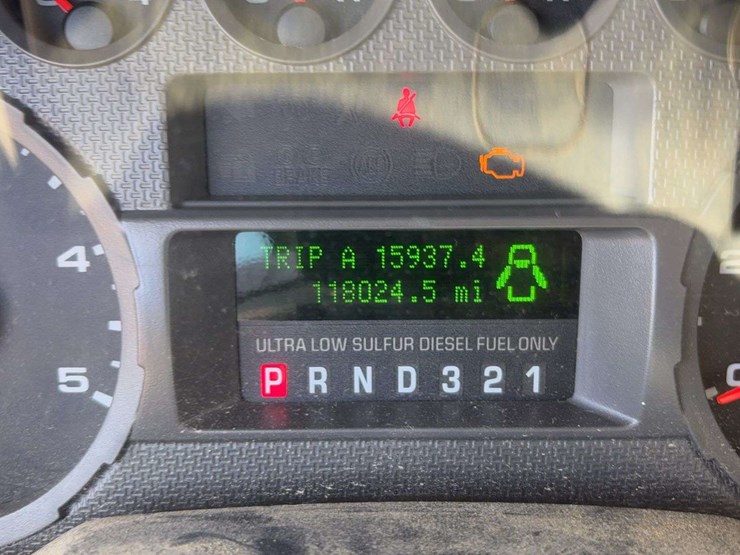 TRIP A 15937.4
118024.5 mi
ULTRA LOW SULFUR DIESEL FUEL ONLY
P R N D 3 2 1
4
5